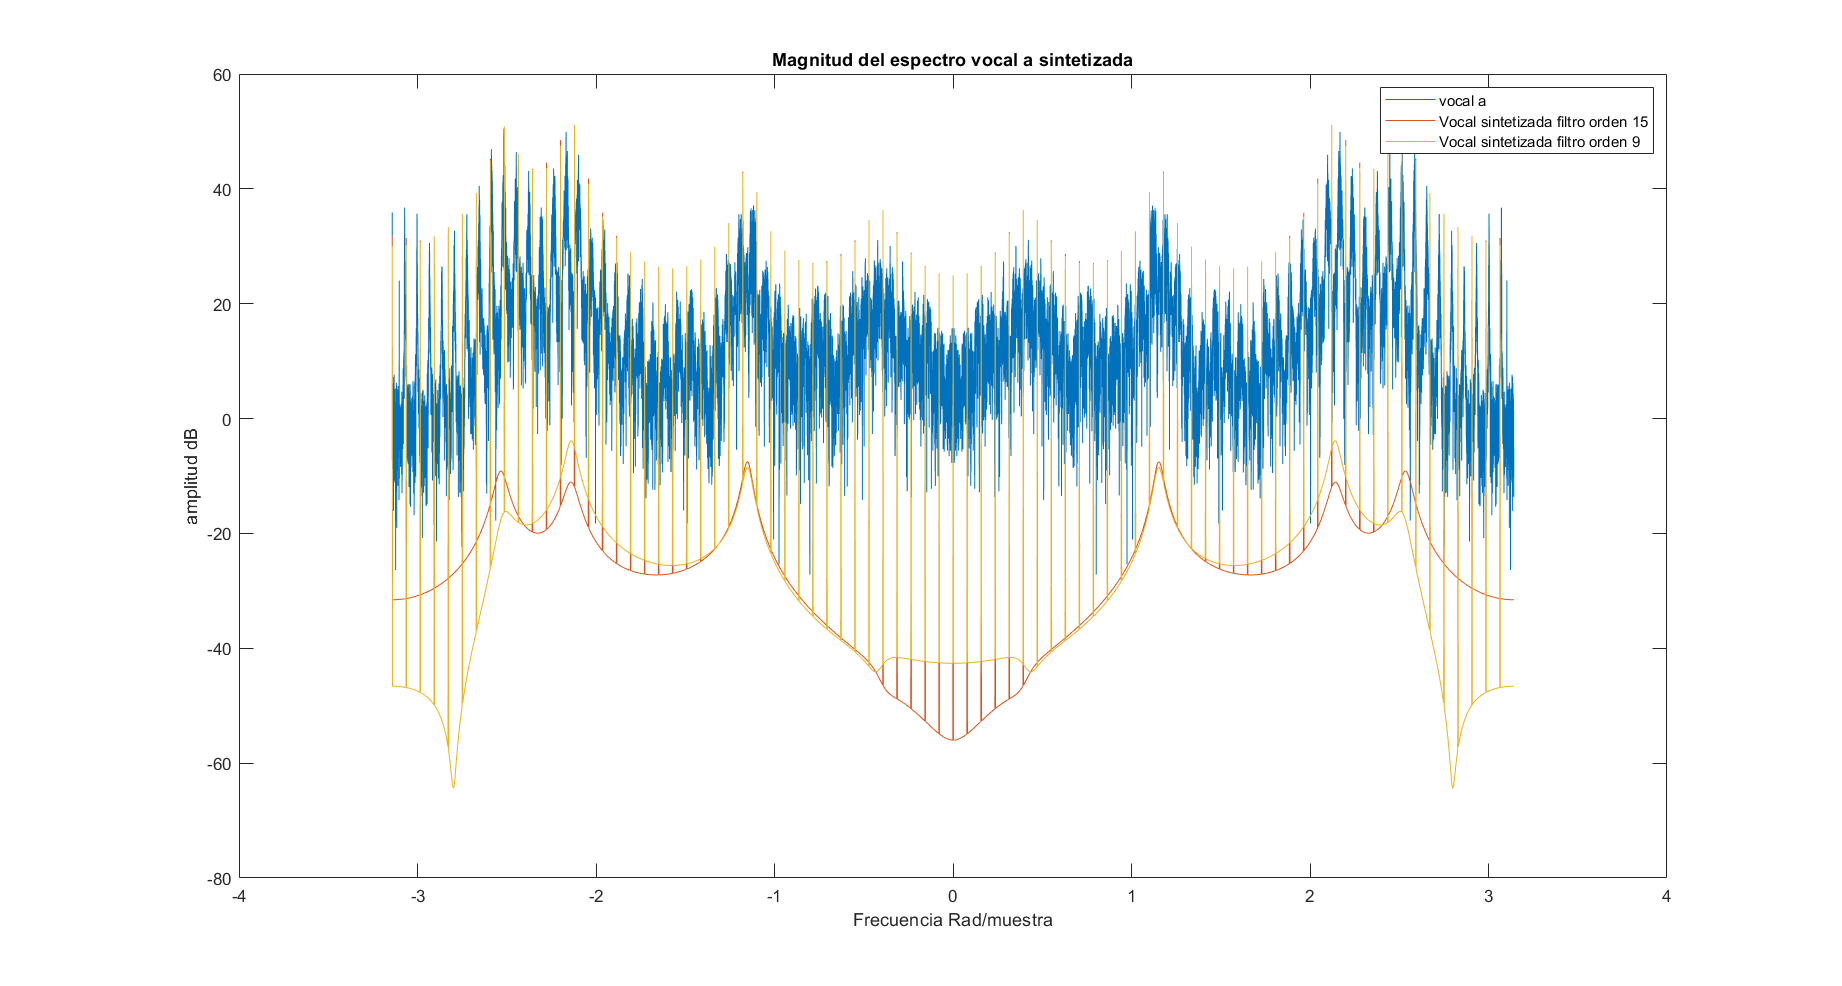 Magnitud del espectro vocal a sintetizada
vocal a
Vocal sintetizada filtro orden 15
Vocal sintetizada filtro orden 9
60
40
20
0
-20
-40
-60
-80
amplitud dB
-4
-3
-2
-1
0
1
2
3
4
Frecuencia Rad/muestra